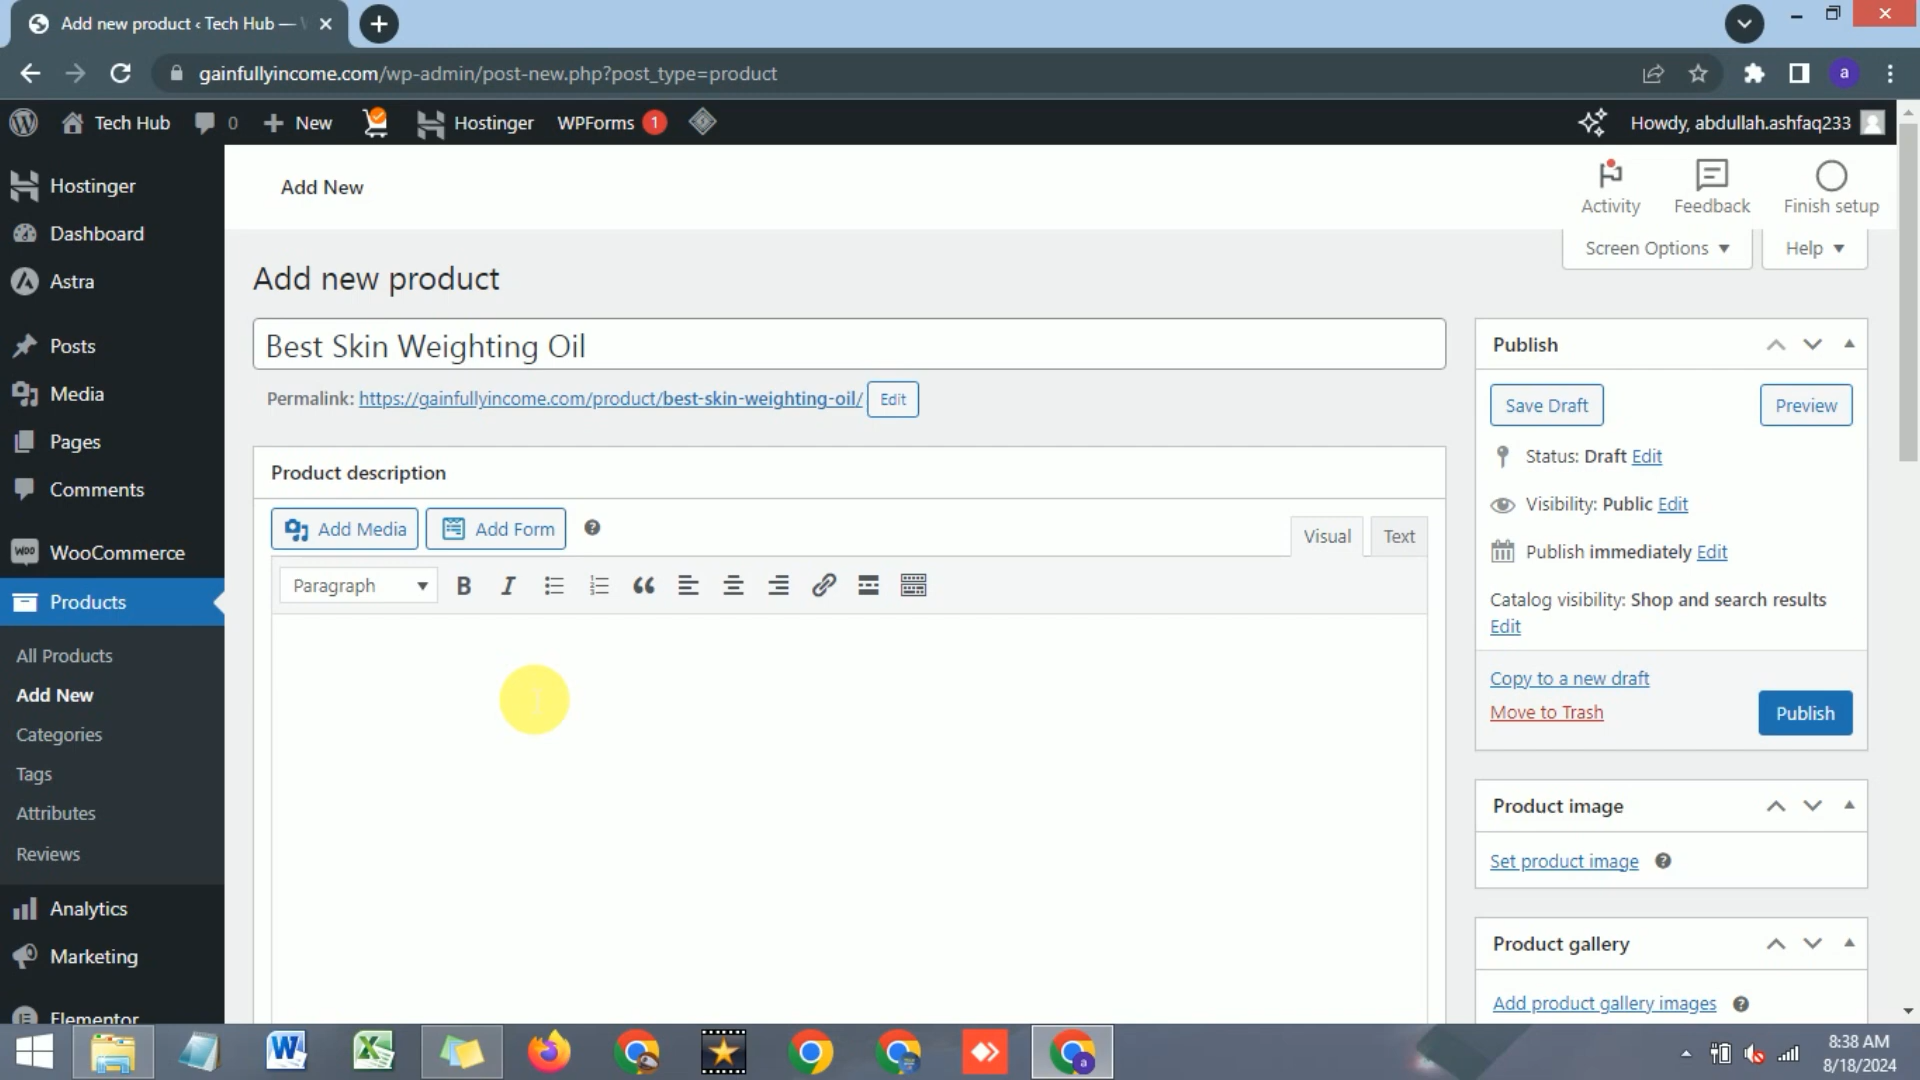 Add new product ‹ Tech Hub —
gainfullyincome.com/wp-admin/post-new.php?post_type=product
a
Tech Hub
0
New
Hostinger
WPForms 1
Howdy, abdullah.ashfaq233
Hostinger
Dashboard
Astra
Posts
Media
Pages
Comments
WooCommerce
Products
All Products
Add New
Categories
Tags
Attributes
Reviews
Analytics
Marketing
Elementor
Add New
Activity
Feedback
Finish setup
Screen Options
Help
Add new product
Best Skin Weighting Oil
Permalink: https://gainfullyincome.com/product/best-skin-weighting-oil/ Edit
Product description
Add Media
Add Form
Visual
Text
Paragraph
B
I
Publish
Save Draft
Preview
Status: Draft Edit
Visibility: Public Edit
Publish immediately Edit
Catalog visibility: Shop and search results
Edit
Copy to a new draft
Move to Trash
Publish
Product image
Set product image
Product gallery
Add product gallery images
8:38 AM
8/18/2024